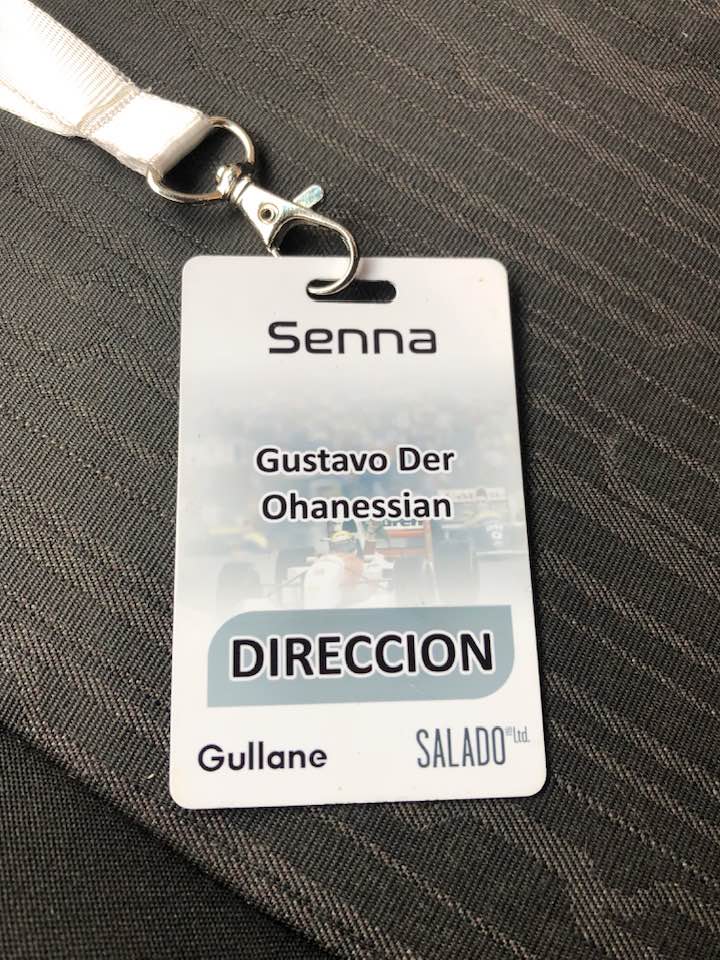 Senna
Gustavo Der
Ohanessian
DIRECCION
Gullane
SALADO Ltd.